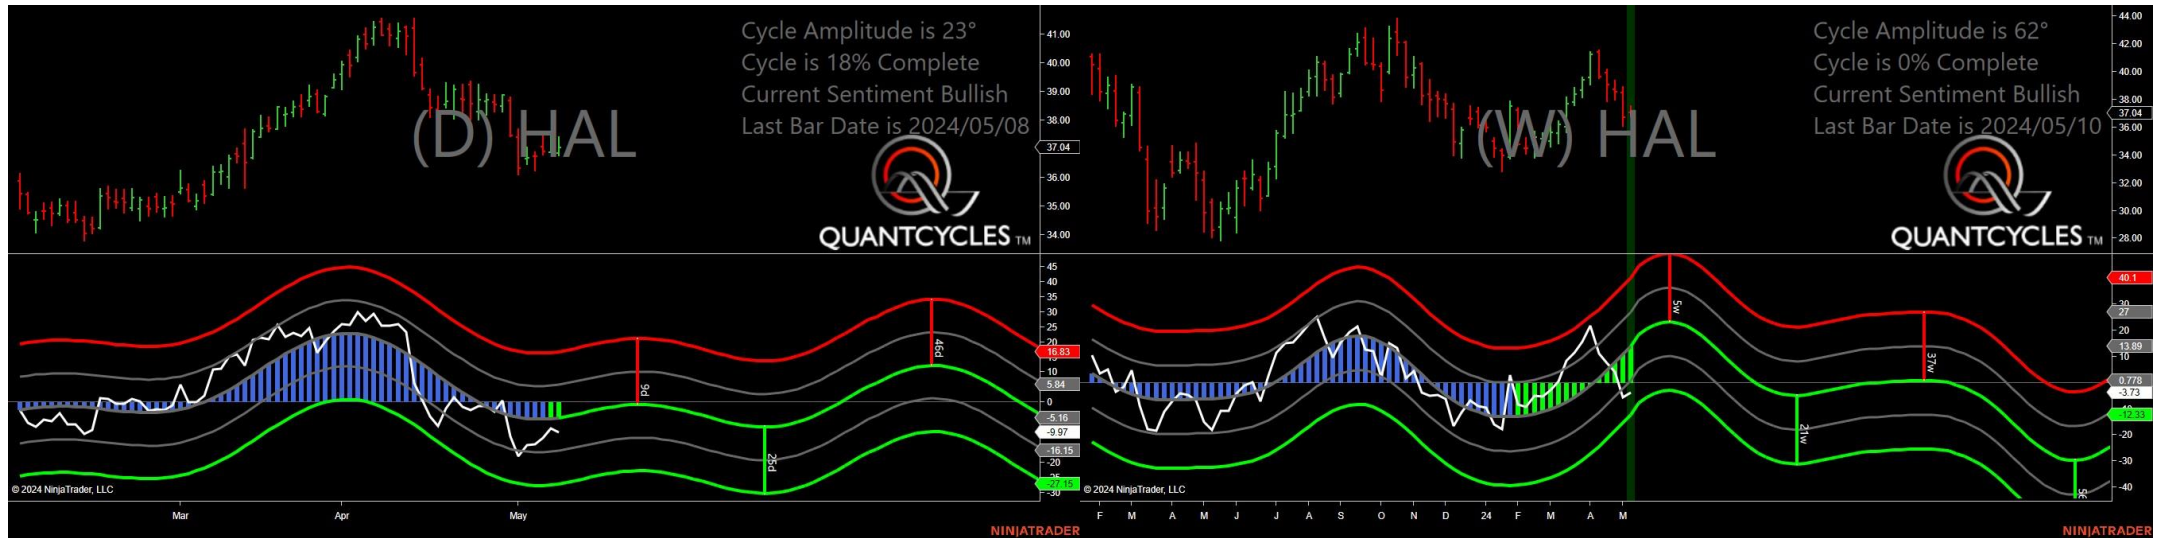 Cycle Amplitude is 23°
Cycle is 18% Complete
Current Sentiment Bullish
Last Bar Date is 2024/05/08
(D) HAL
QUANTCYCLES TM
41.00
40.00
39.00
38.00
37.04
36.00
35.00
34.00
45
40
35
30
25
20
16.83
15
10
5.84
0
-5.16
-9.97
-16.15
-20
-27.15
-30
9d
25d
46d
© 2024 NinjaTrader, LLC
Mar
Apr
May
NINJATRADER
Cycle Amplitude is 62°
Cycle is 0% Complete
Current Sentiment Bullish
Last Bar Date is 2024/05/10
(W) HAL
QUANTCYCLES TM
44.00
42.00
40.00
38.00
37.04
36.00
34.00
32.00
30.00
28.00
40.1
30
27
20
13.89
10
0.778
-3.73
-12.33
-20
-30
-40
5w
21w
37w
© 2024 NinjaTrader, LLC
F M A M J J A S O N D 24 F M A M
NINJATRADER